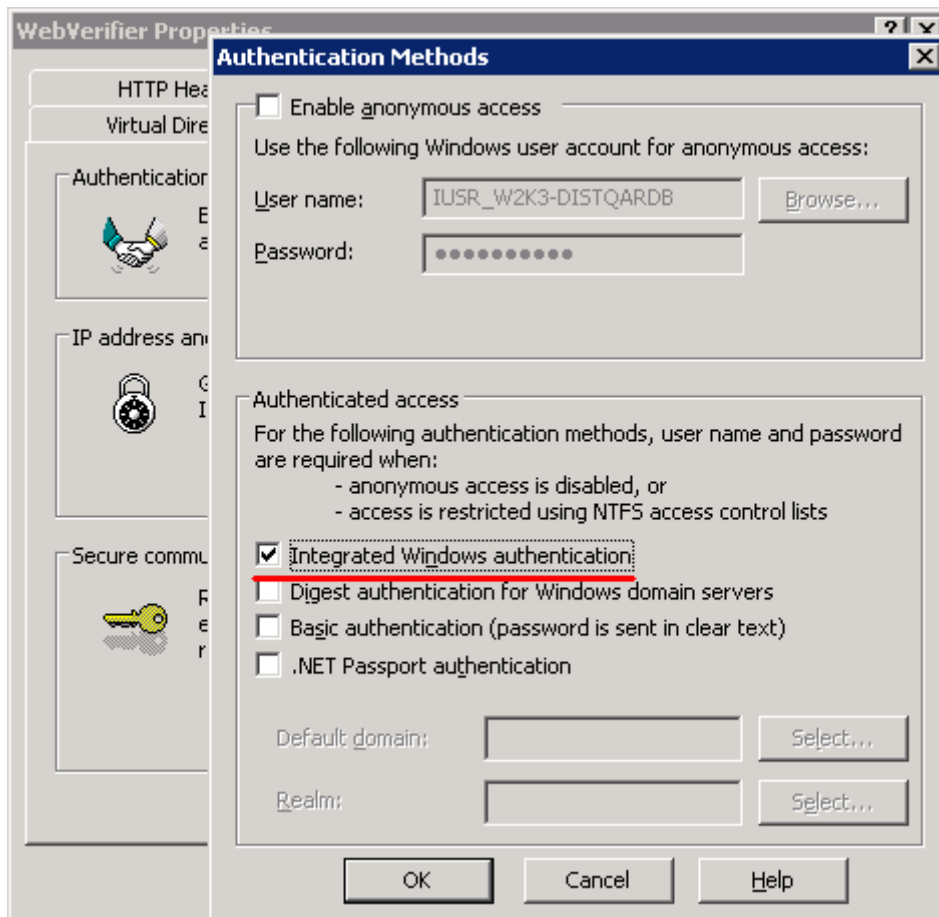 WebVerifier Properties
Authentication Methods
HTTP Hea
Virtual Dire
Enable anonymous access
Use the following Windows user account for anonymous access:
User name:
IUSR_W2K3-DISTQARDB
Browse...
Password:
●●●●●●●●●●
Authentication
E
a
IP address an
G
I
Authenticated access
For the following authentication methods, user name and password
are required when:
- anonymous access is disabled, or
- access is restricted using NTFS access control lists
Secure commu
R
e
r
Integrated Windows authentication
Digest authentication for Windows domain servers
Basic authentication (password is sent in clear text)
.NET Passport authentication
Default domain:
Select...
Realm:
Select...
OK
Cancel
Help